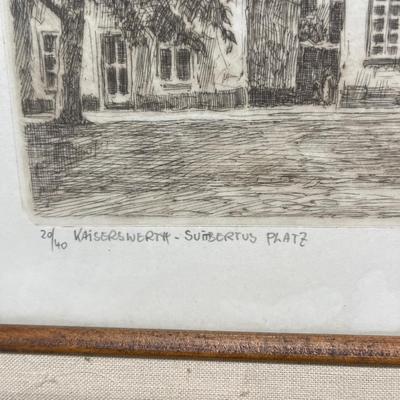 20/40 KAISERSWERTH - SUITBERTUS PLATZ